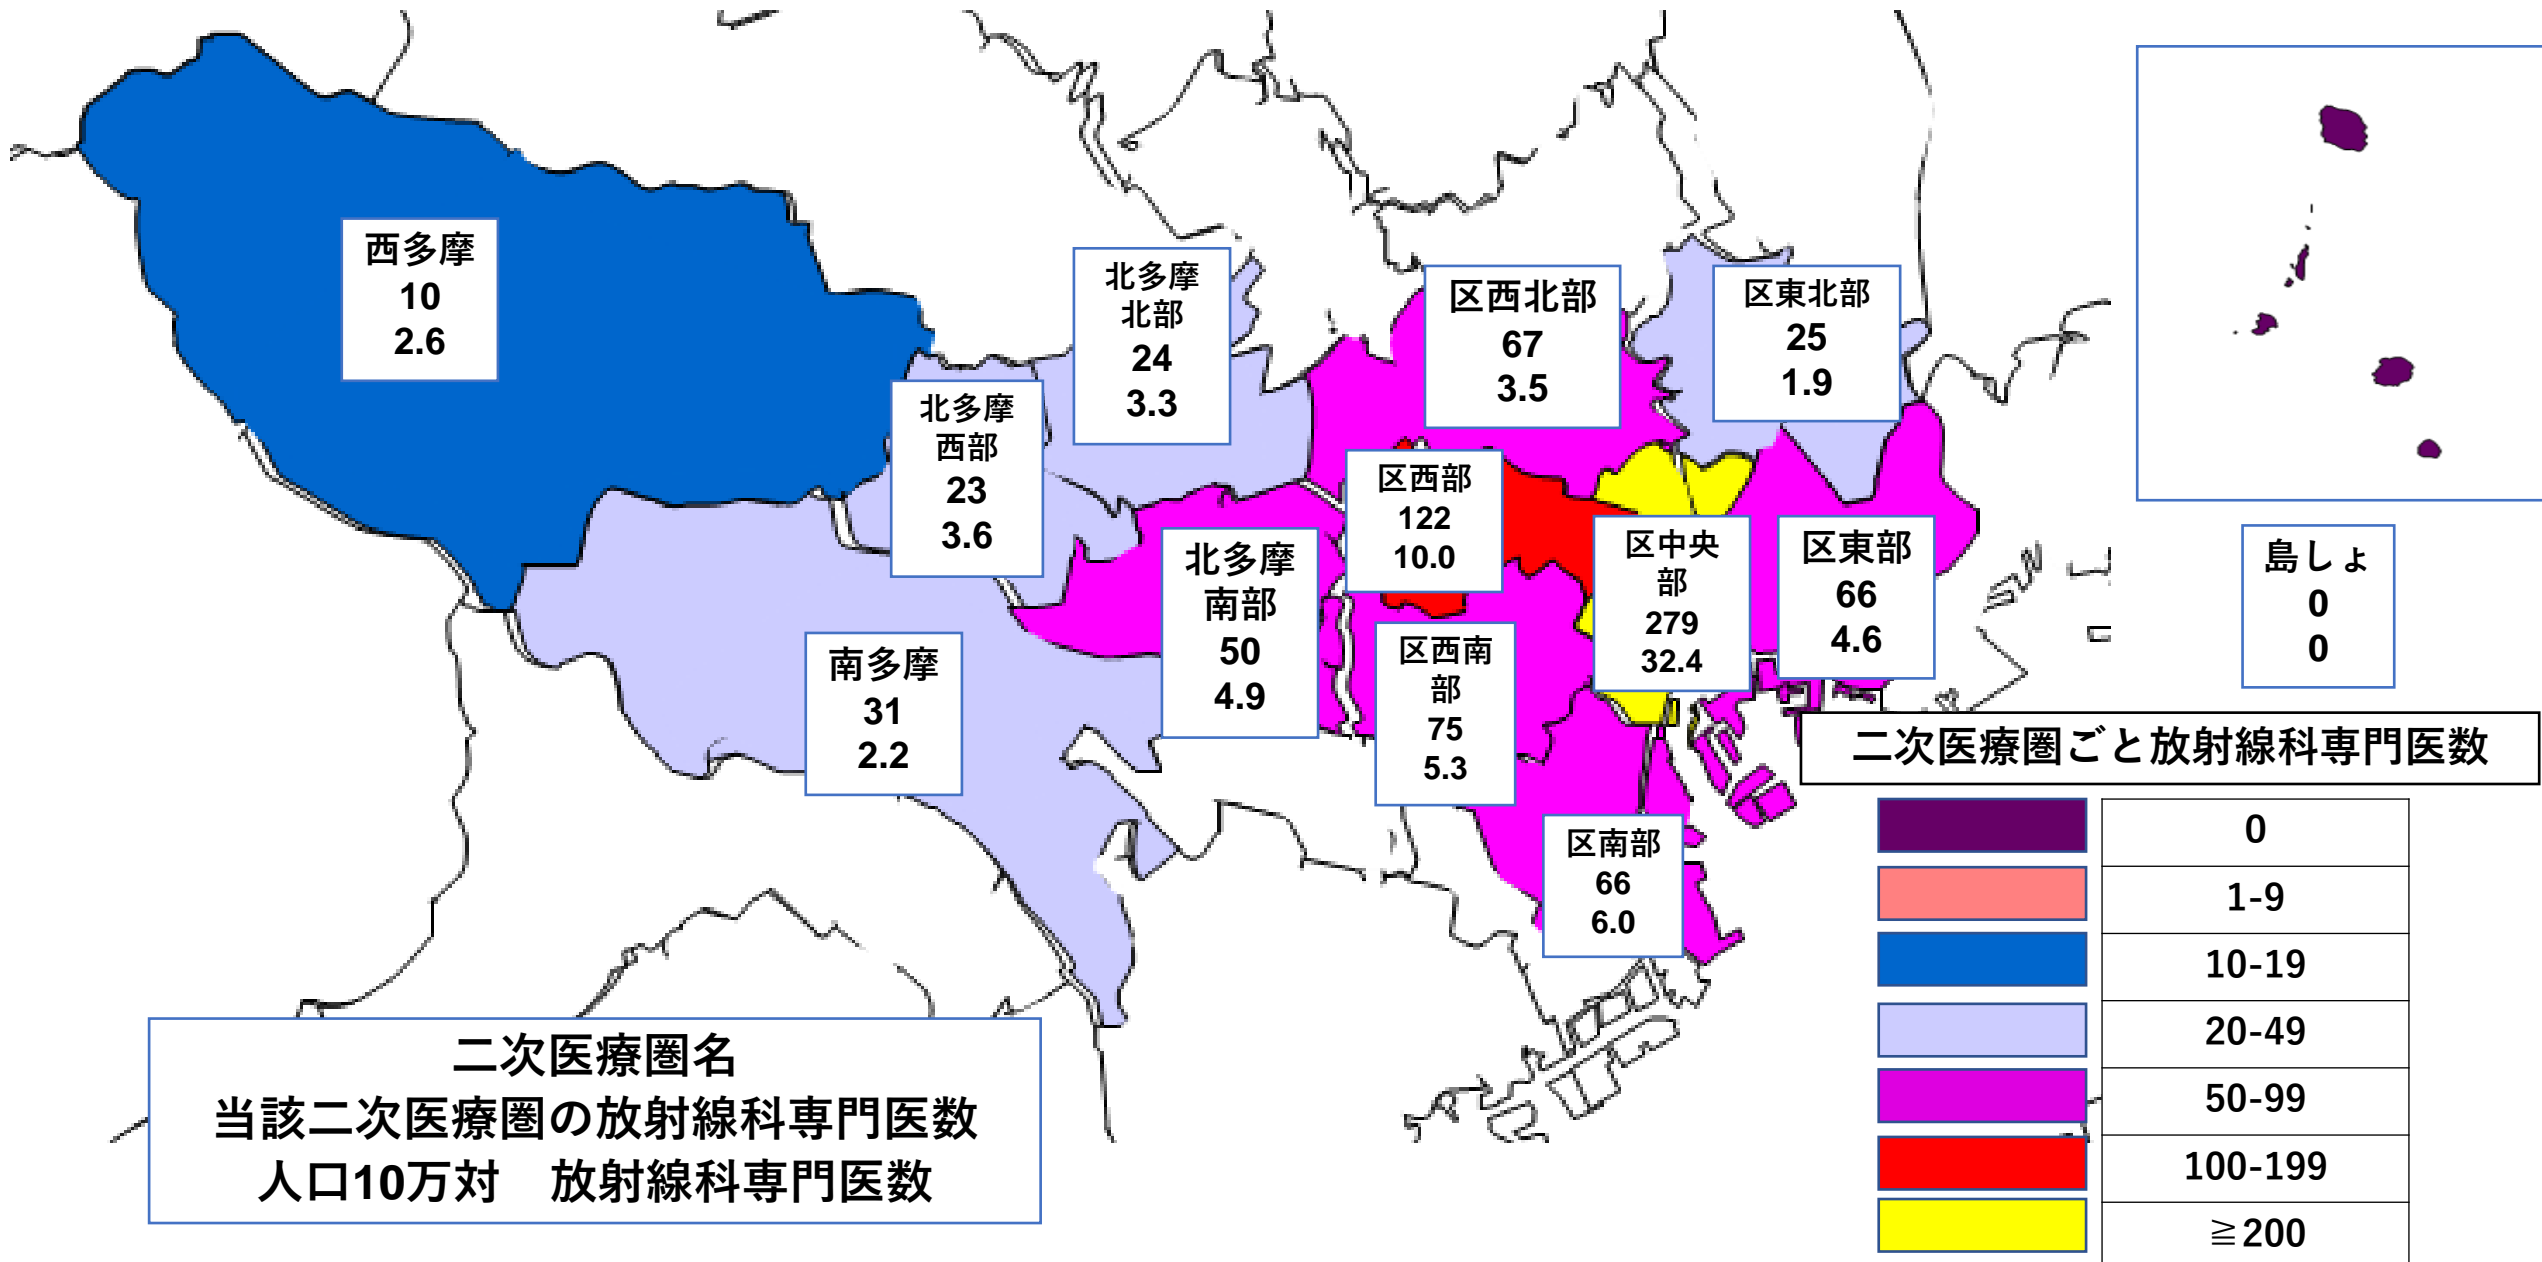 西多摩
10
2.6
北多摩
北部
24
3.3
北多摩
西部
23
3.6
区西北部
67
3.5
区東北部
25
1.9
区西部
122
10.0
北多摩
南部
50
4.9
区中央
部
279
32.4
区東部
66
4.6
南多摩
31
2.2
区西南
部
75
5.3
区南部
66
6.0
島しょ
0
0
二次医療圏ごと放射線科専門医数
0
1-9
10-19
20-49
50-99
100-199
≧200
二次医療圏名
当該二次医療圏の放射線科専門医数
人口10万対　放射線科専門医数